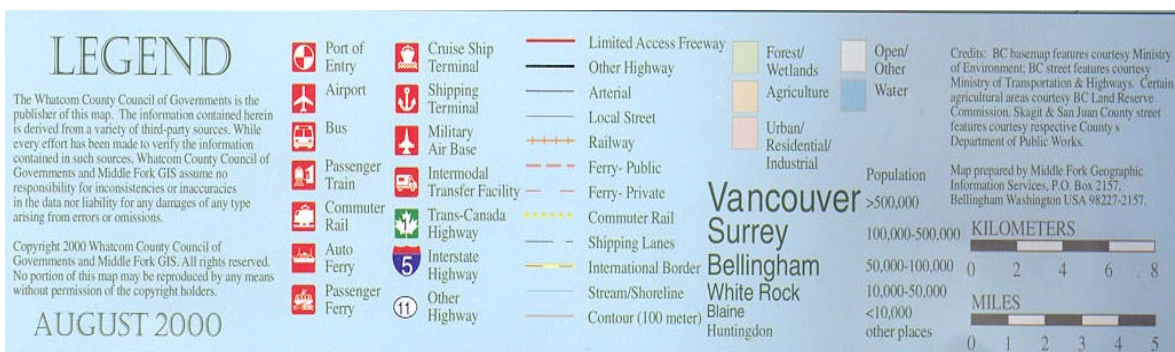 LEGEND
The Whatcom County Council of Governments is the
publisher of this map. The information contained herein
is derived from a variety of third-party sources. While
every effort has been made to verify the information
contained in such sources, Whatcom County Council of
Governments and Middle Fork GIS assume no
responsibility for inconsistencies or inaccuracies
in the data nor liability for any damages of any type
arising from errors or omissions.
Copyright 2000 Whatcom County Council of
Governments and Middle Fork GIS. All rights reserved.
No portion of this map may be reproduced by any means
without permission of the copyright holders.
AUGUST 2000
Port of
Entry
Airport
Bus
Passenger
Train
Commuter
Rail
Auto
Ferry
Passenger
Ferry
Cruise Ship
Terminal
Shipping
Terminal
Military
Air Base
Intermodal
Transfer Facility
1
Trans-Canada
Highway
5
Interstate
Highway
11
Other
Highway
Limited Access Freeway
Other Highway
Arterial
Local Street
Railway
Ferry- Public
Ferry- Private
Commuter Rail
Shipping Lanes
International Border
Stream/Shoreline
Contour (100 meter)
Forest/
Wetlands
Agriculture
Urban/
Residential/
Industrial
Open/
Other
Water
Population
Vancouver >500,000
Surrey 100,000-500,000
Bellingham 50,000-100,000
White Rock 10,000-50,000
Blaine <10,000
Huntingdon other places
Credits: BC basemap features courtesy Ministry
of Environment; BC street features courtesy
Ministry of Transportation & Highways. Certain
agricultural areas courtesy BC Land Reserve
Commission. Skagit & San Juan County street
features courtesy respective County s
Department of Public Works.
Map prepared by Middle Fork Geographic
Information Services, P.O. Box 2157,
Bellingham Washington USA 98227-2157.
KILOMETERS
0 2 4 6 8
MILES
0 1 2 3 4 5